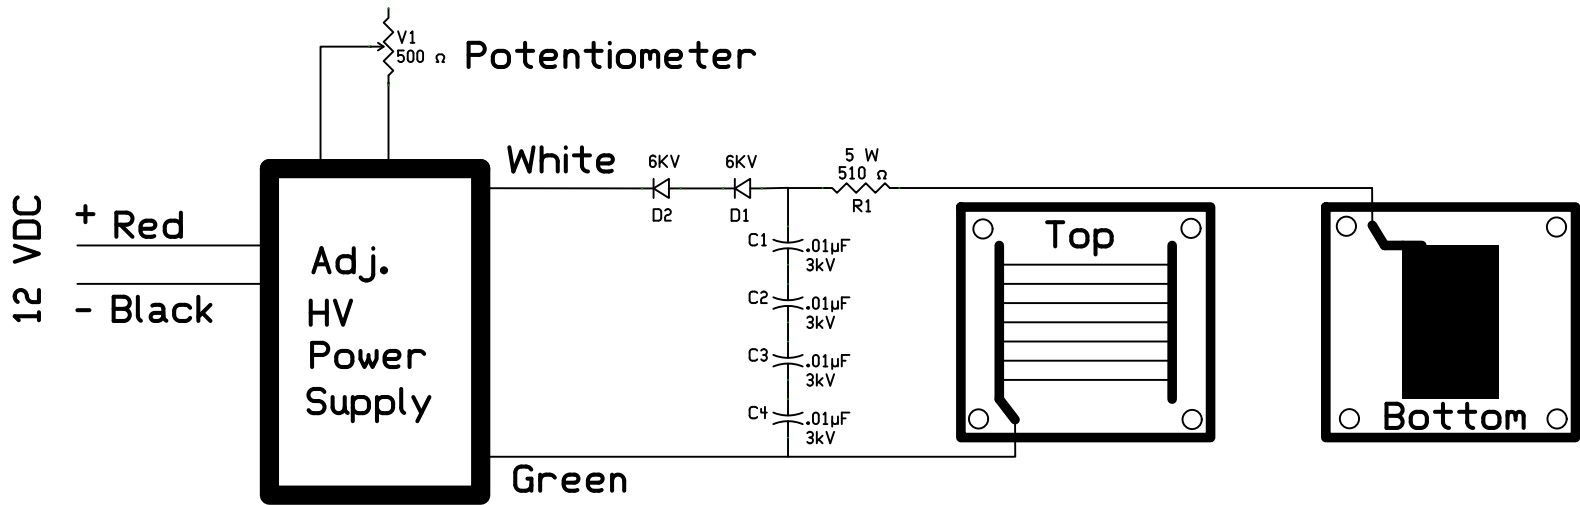 V1
500 Ω
Potentiometer
White
6KV
6KV
5 W
510 Ω
D2
D1
R1
12 VDC
+ Red
- Black
Adj.
HV
Power
Supply
C1
.01µF
3kV
C2
.01µF
3kV
C3
.01µF
3kV
C4
.01µF
3kV
Green
Top
Bottom